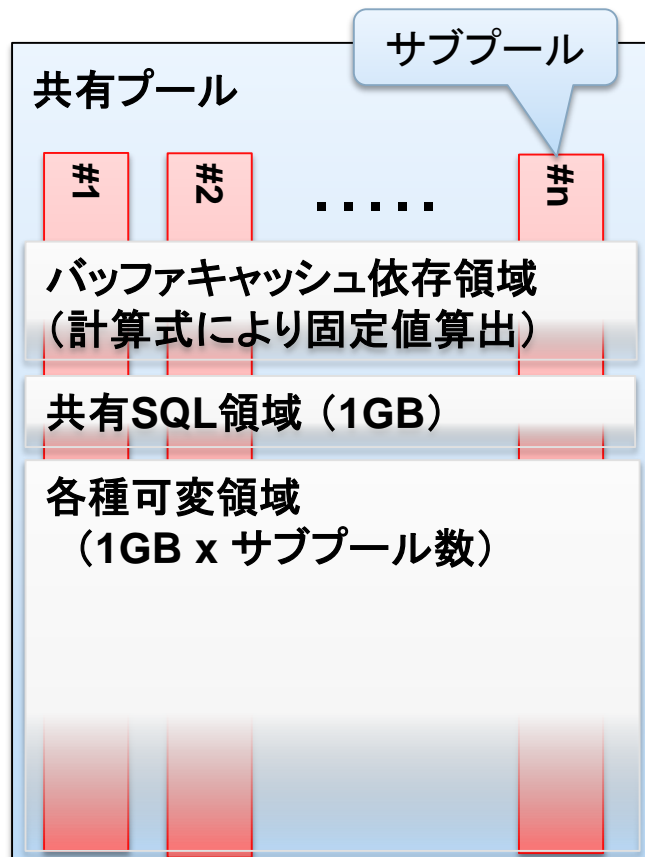 サブプール
共有プール
#1
#2
.....
#n
バッファキャッシュ依存領域
(計算式により固定値算出)
共有SQL領域(1GB)
各種可変領域
(1GB x サブプール数)